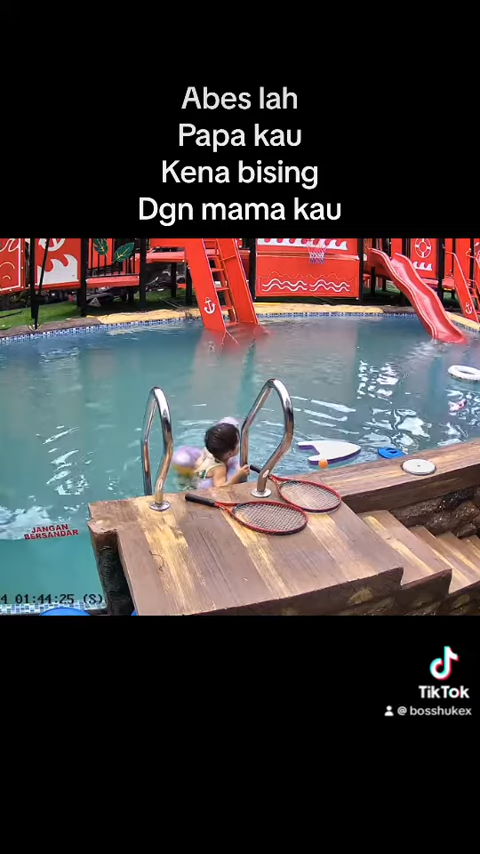 Abes lah
Papa kau
Kena bising
Dgn mama kau
JANGAN
BERSANDAR
4 01:44:25 (S)
TikTok
@bosshukex